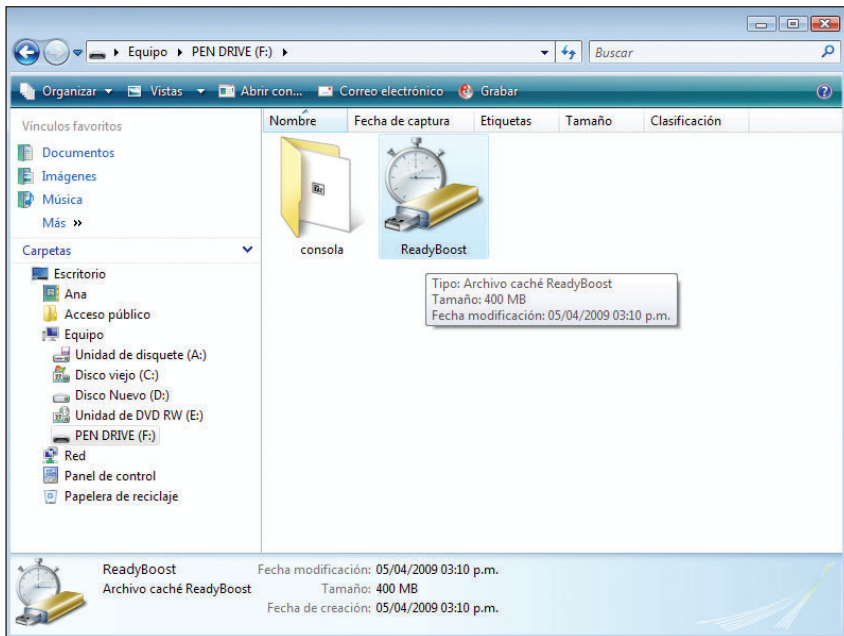 Equipo ▸ PEN DRIVE (F:) ▸
Buscar
Organizar Vistas Abrir con... Correo electrónico Grabar
Vínculos favoritos
Documentos
Imágenes
Música
Más »
Carpetas
Escritorio
Ana
Acceso público
Equipo
Unidad de disquete (A:)
Disco viejo (C:)
Disco Nuevo (D:)
Unidad de DVD RW (E:)
PEN DRIVE (F:)
Red
Panel de control
Papelera de reciclaje
Nombre Fecha de captura Etiquetas Tamaño Clasificación
consola ReadyBoost
Tipo: Archivo caché ReadyBoost
Tamaño: 400 MB
Fecha modificación: 05/04/2009 03:10 p.m.
ReadyBoost Fecha modificación: 05/04/2009 03:10 p.m.
Archivo caché ReadyBoost Tamaño: 400 MB
Fecha de creación: 05/04/2009 03:10 p.m.